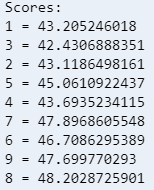 Scores:
1 = 43.205246018
3 = 42.4306888351
2 = 43.1186498161
5 = 45.0610922437
4 = 43.6935234115
7 = 47.8968605548
6 = 46.7086295389
9 = 47.699770293
8 = 48.2028725901